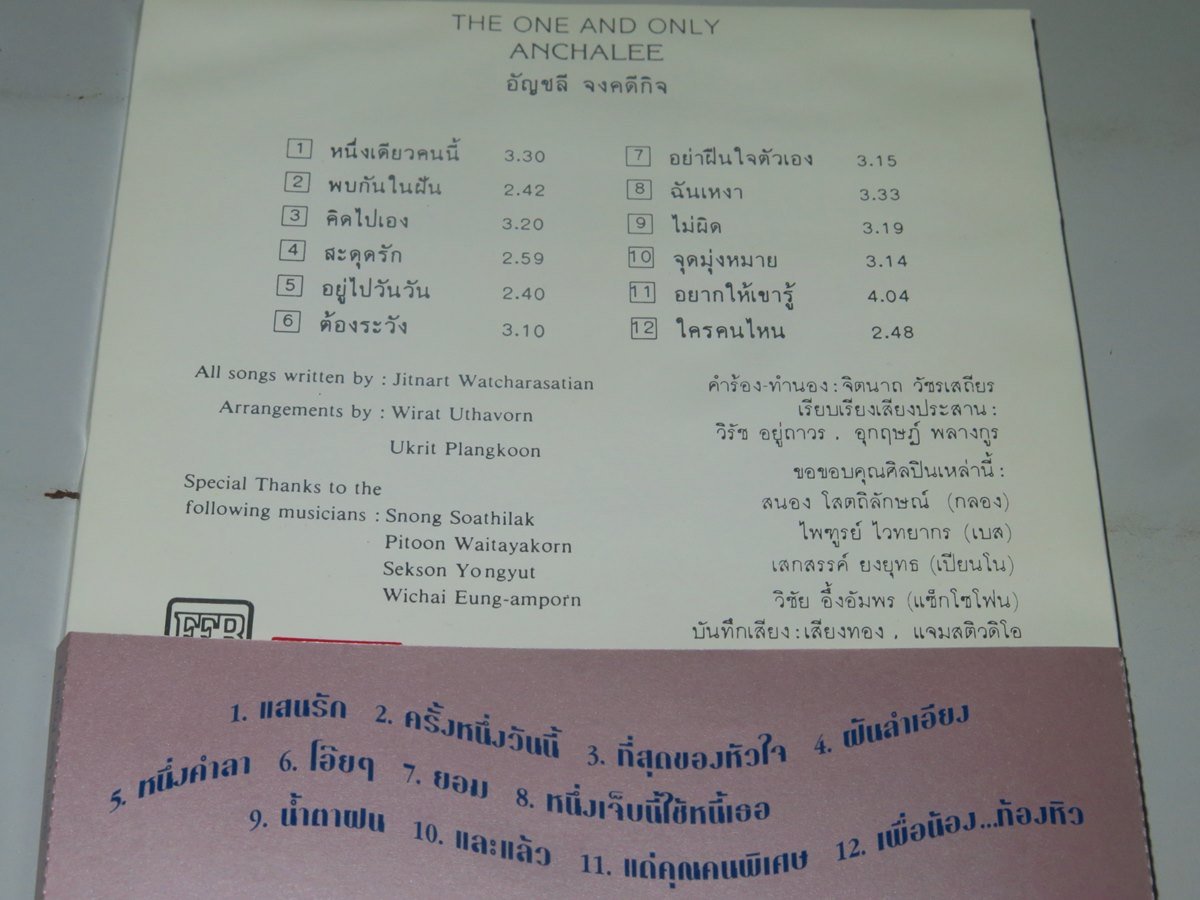 THE ONE AND ONLY
ANCHALEE
อัญชลี จงคดีกิจ
1 หนึ่งเดียวคนนี้ 3.30
2 พบกันในฝัน 2.42
3 คิดไปเอง 3.20
4 สะดุดรัก 2.59
5 อยู่ไปวันวัน 2.40
6 ต้องระวัง 3.10
7 อย่าฝืนใจตัวเอง 3.15
8 ฉันเหงา 3.33
9 ไม่ผิด 3.19
10 จุดมุ่งหมาย 3.14
11 อยากให้เขารู้ 4.04
12 ใครคนไหน 2.48
All songs written by : Jitnart Watcharasatian
Arrangements by : Wirat Uthavorn
Ukrit Plangkoon
Special Thanks to the
following musicians : Snong Soathilak
Pitoon Waitayakorn
Sekson Yongyut
Wichai Eung-amporn
คำร้อง-ทำนอง : จิตนาถ วัชรเสถียร
เรียบเรียงเสียงประสาน :
วิรัช อยู่ถาวร . อุกฤษฎ์ พลางกูร
ขอขอบคุณศิลปินเหล่านี้ :
สนอง โสตถิลักษณ์ (กลอง)
ไพฑูรย์ ไวทยากร (เบส)
เสกสรรค์ ยงยุทธ (เปียนโน)
วิชัย อึ้งอัมพร (แซ็กโซโฟน)
บันทึกเสียง : เสียงทอง . แจมสติวดิโอ
1. แสนรัก 2. ครั้งหนึ่งวันนี้ 3. ที่สุดของหัวใจ 4. ฝันลำเอียง
5. หนึ่งคำลา 6. โอ๊ยๆ 7. ยอม 8. หนึ่งเจ็บนี้ใช้หนี้เธอ
9. น้ำตาฝน 10. และแล้ว 11. แด่คุณคนพิเศษ 12. เพื่อน้อง...ท้องหิว